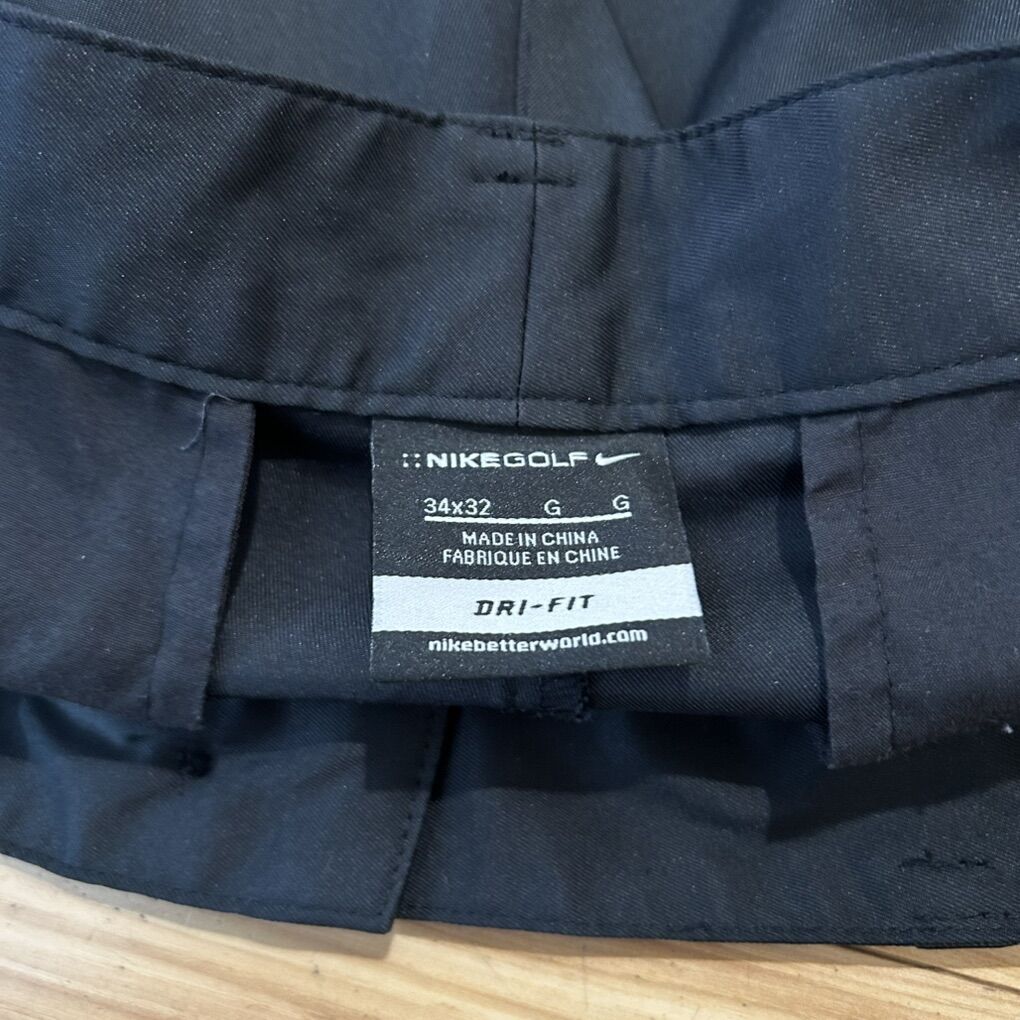 NIKEGOLF
34x32 G G
MADE IN CHINA
FABRIQUE EN CHINE
DRI-FIT
nikebetterworld.com